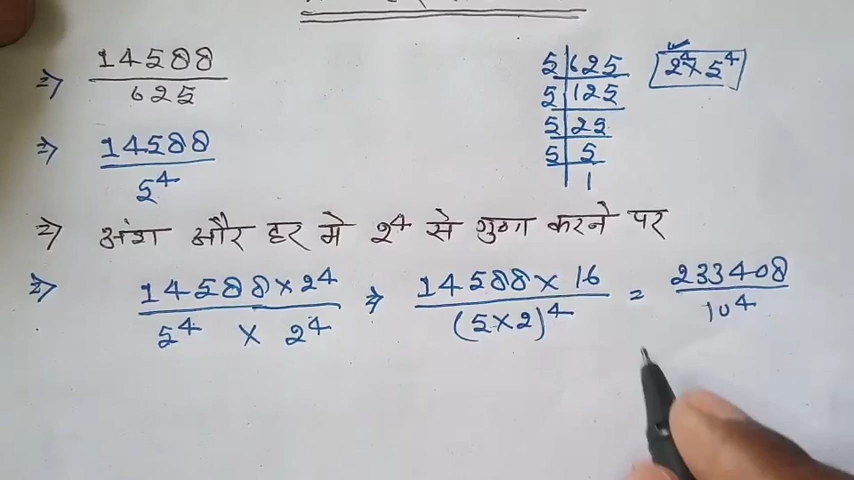 ⇒ 14588/625
5 | 625
5 | 125
5 | 25
5 | 5
1
2⁴×5⁴
⇒ 14588/5⁴
⇒ अंश और हर मे 2⁴ से गुणा करने पर
⇒ 14588×2⁴/5⁴ × 2⁴ ⇒ 14588×16/(5×2)⁴ = 233408/10⁴